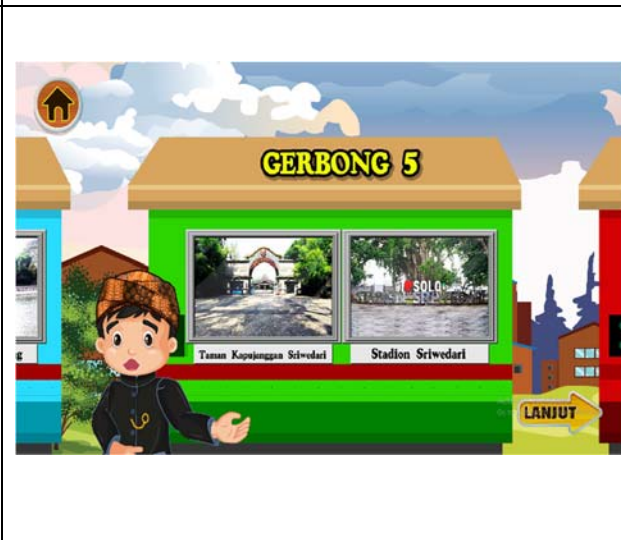 GERBONG 5
SOLO
Taman Kapujanggan Sriwedari
Stadion Sriwedari
LANJUT